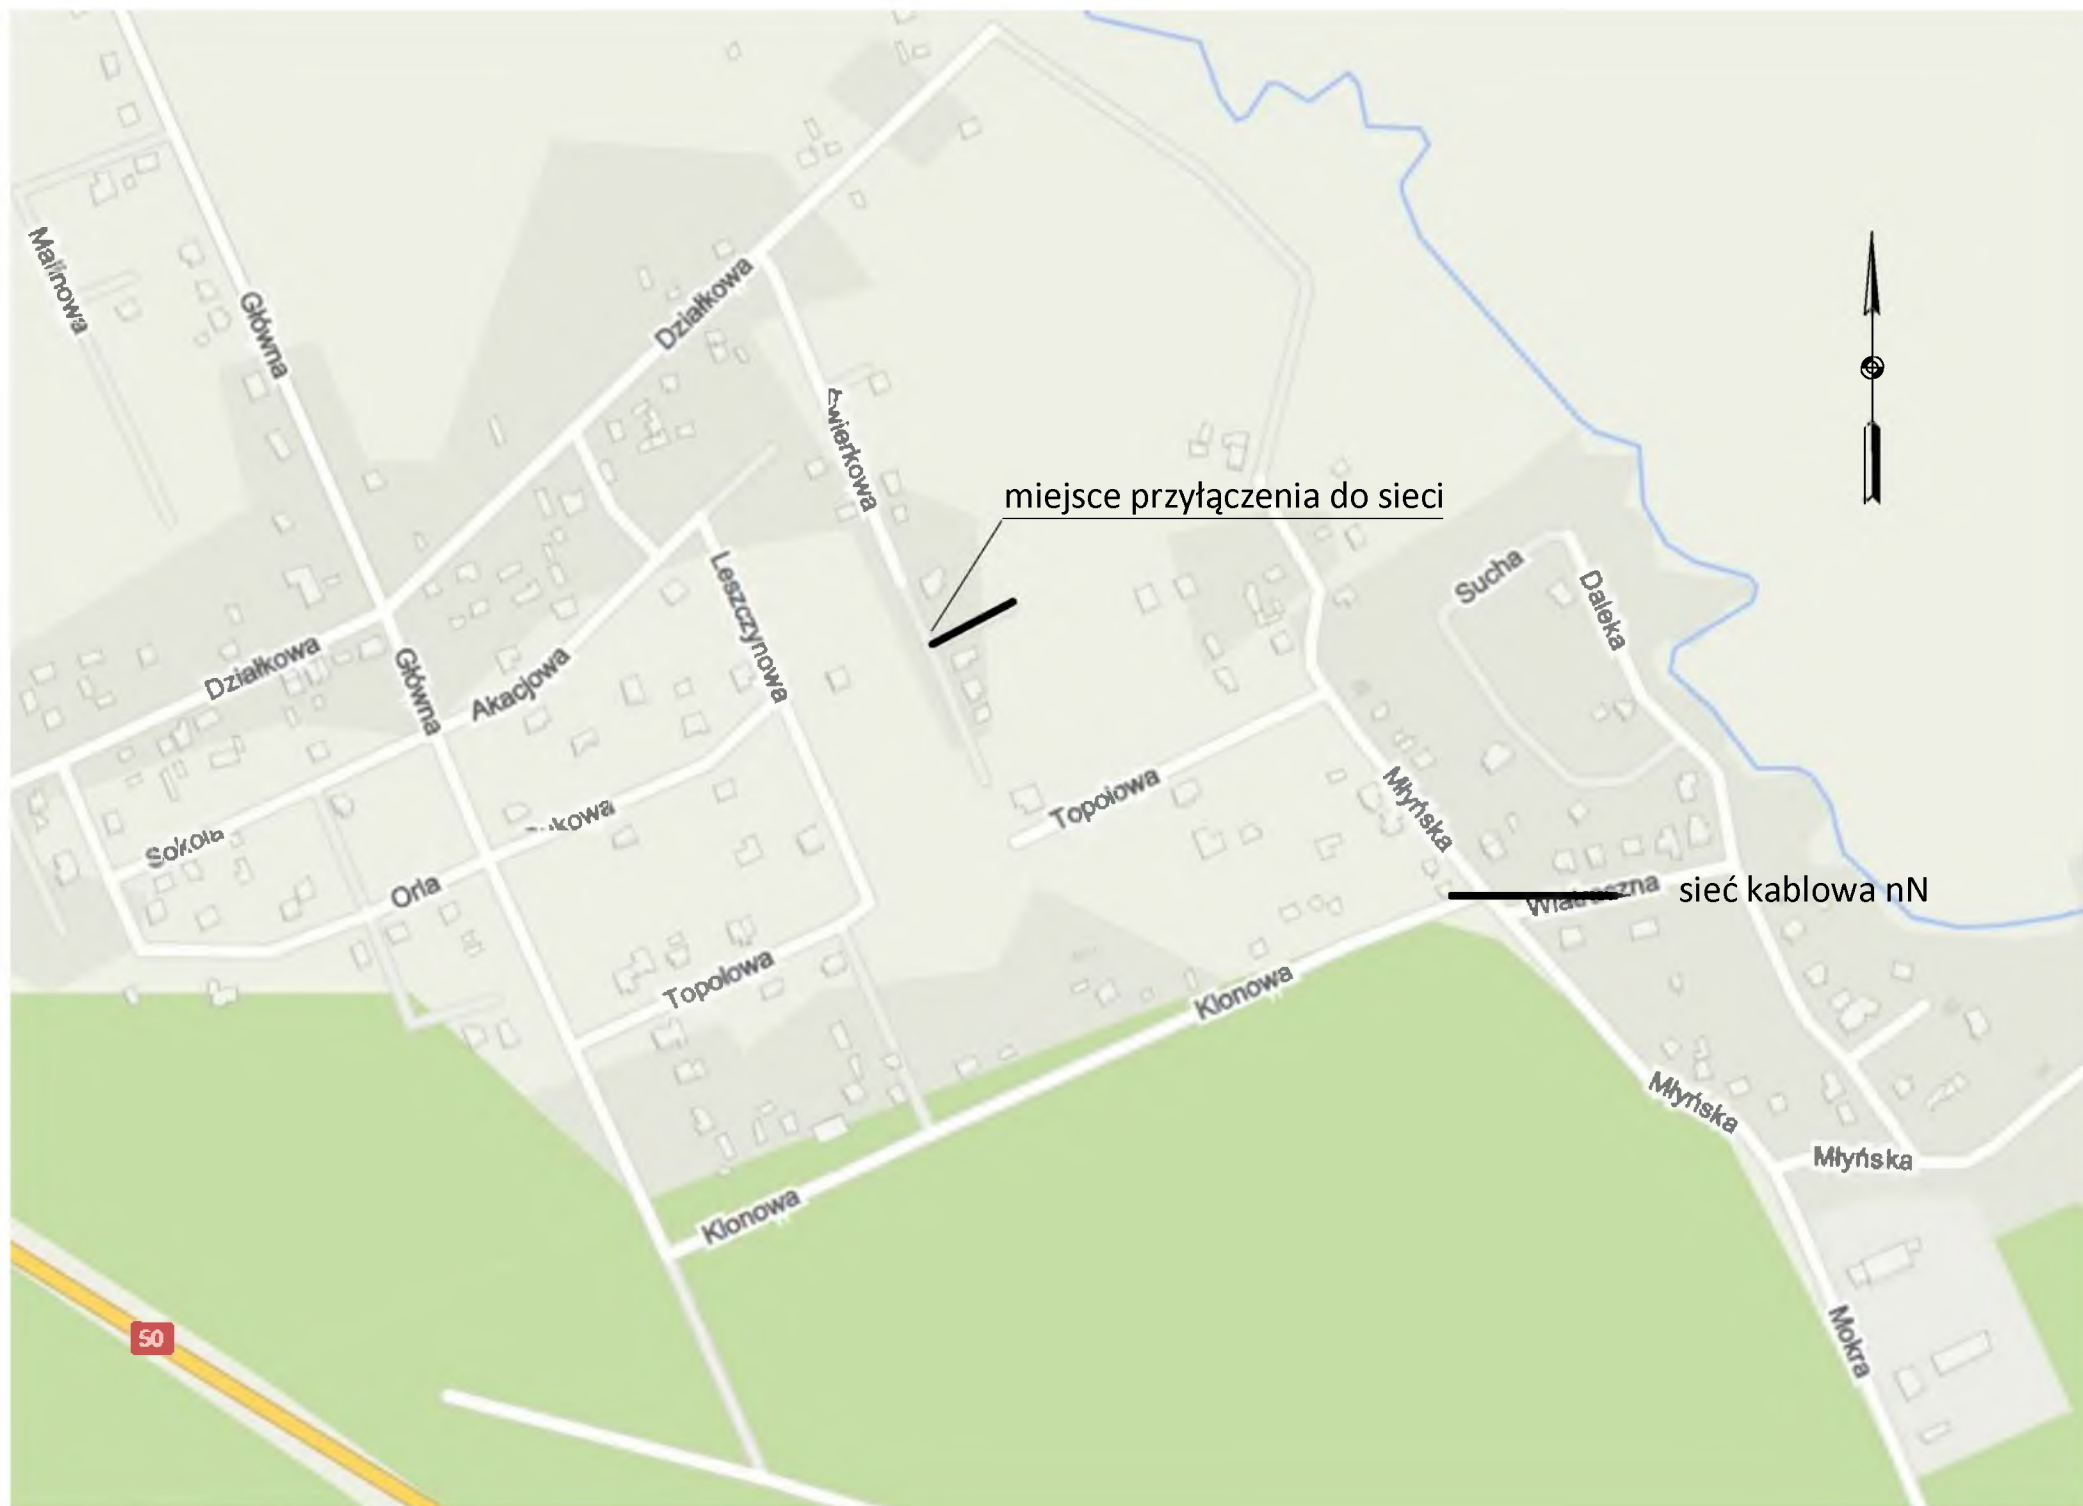 Malinowa
Główna
Działkowa
miejsce przyłączenia do sieci
Sucha
Daleka
Leszczynowa
Działkowa
Główna
Akacjowa
Topolowa
Młyńska
Sokola
Orla
sieć kablowa nN
Topolowa
Klonowa
Młyńska
Młyńska
Klonowa
50
Mokra